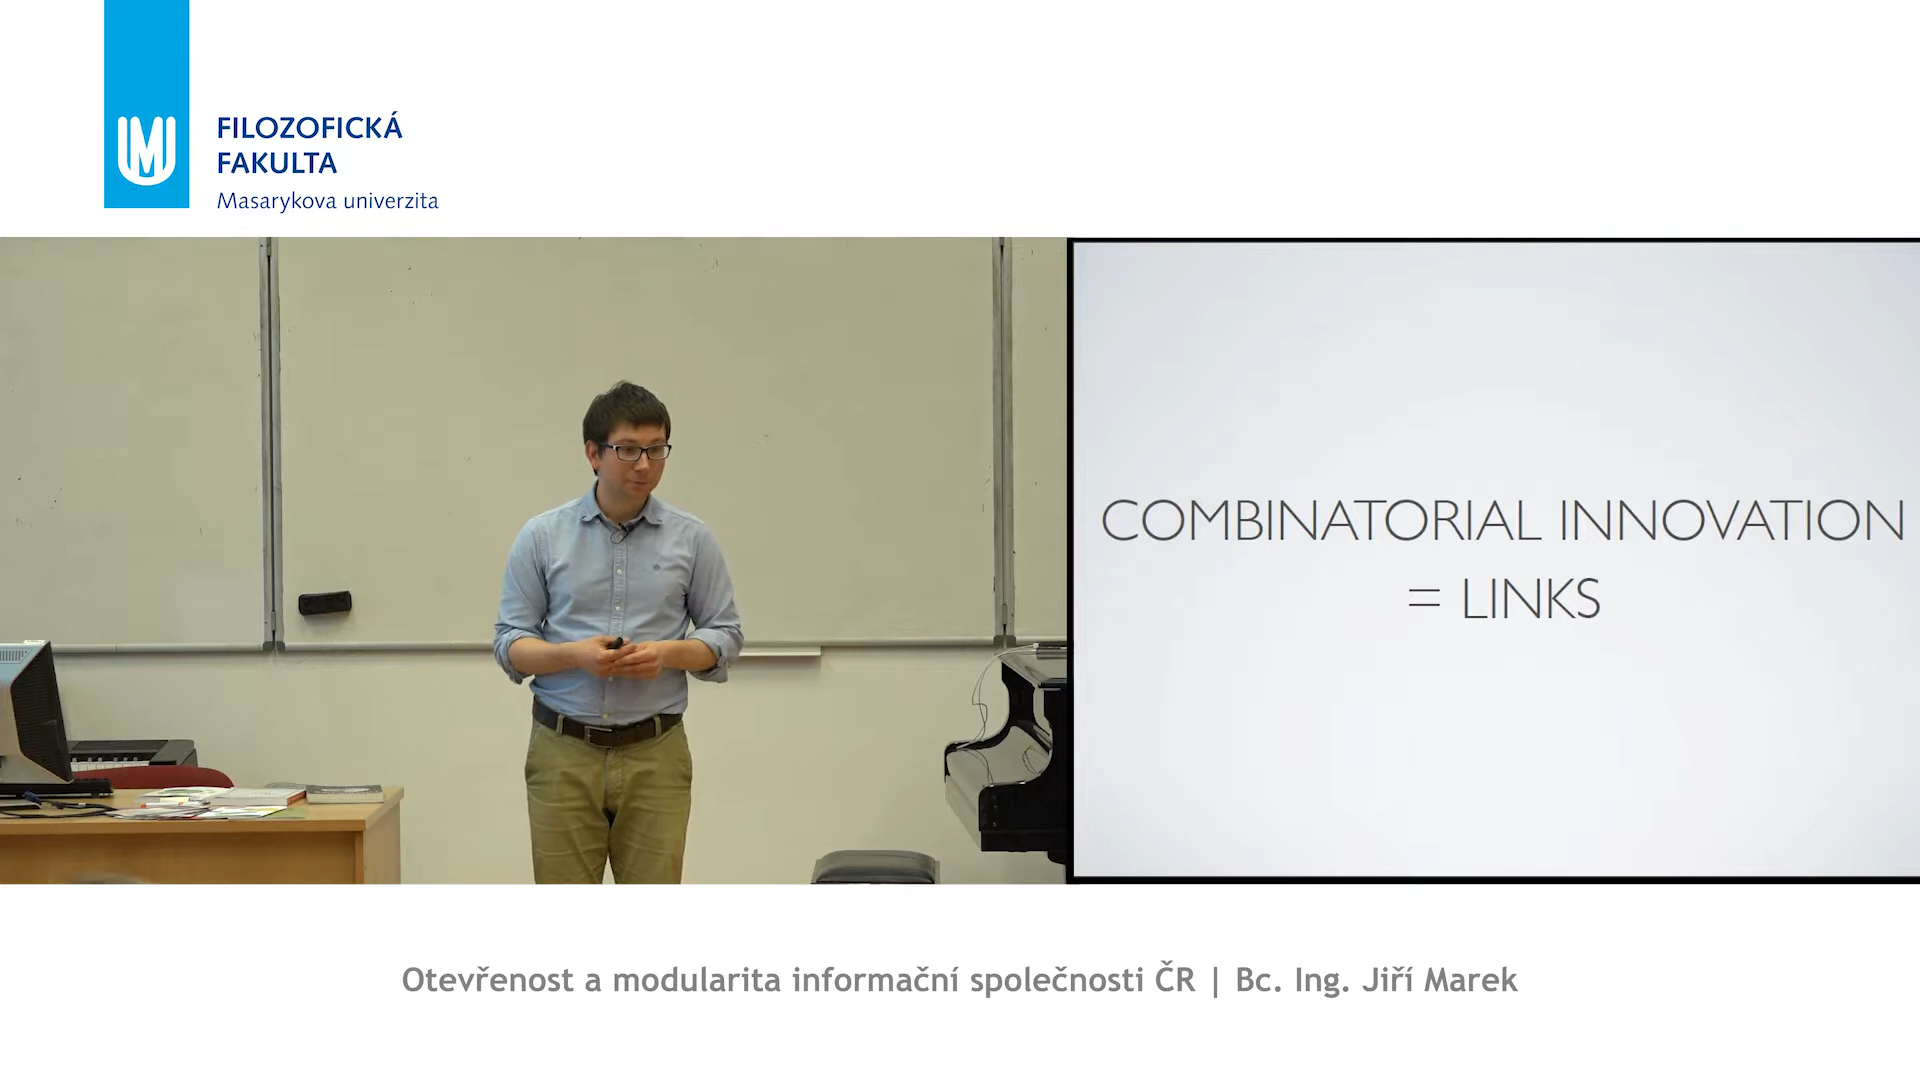 FILOZOFICKÁ
FAKULTA
Masarykova univerzita
COMBINATORIAL INNOVATION
= LINKS
Otevřenost a modularita informační společnosti ČR | Bc. Ing. Jiří Marek